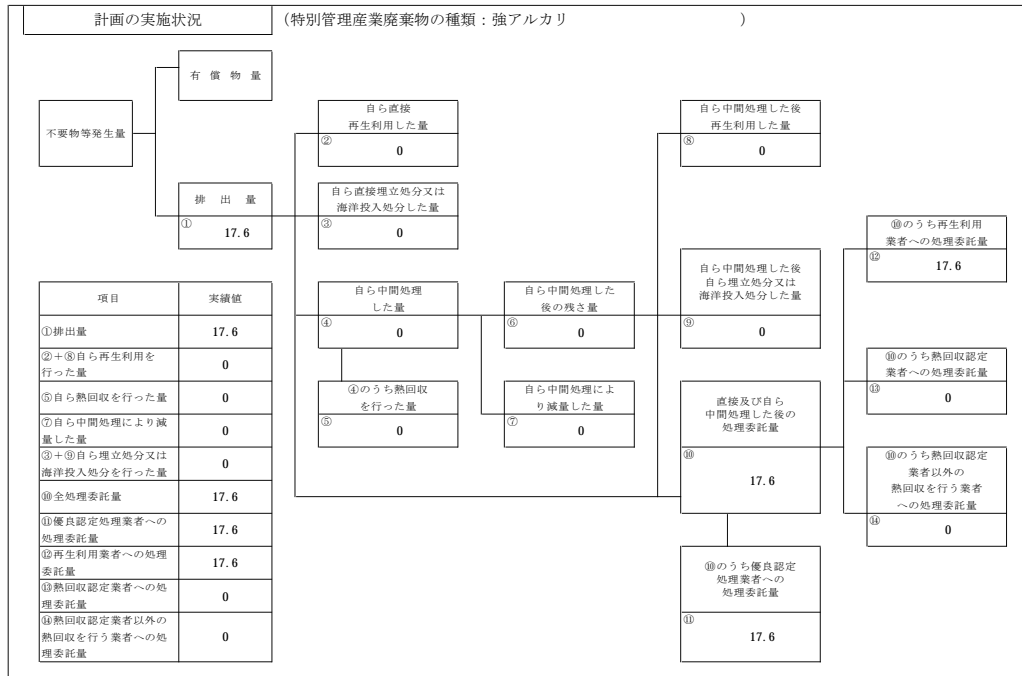 計画の実施状況
(特別管理産業廃棄物の種類:強アルカリ )
有償物量
不要物等発生量
排出量
①
17.6
自ら直接
再生利用した量
②
0
自ら直接埋立処分又は
海洋投入処分した量
③
0
自ら中間処理
した量
④
0
④のうち熱回収
を行った量
⑤
0
自ら中間処理した
後の残さ量
⑥
0
自ら中間処理によ
り減量した量
⑦
0
自ら中間処理した後
再生利用した量
⑧
0
自ら中間処理した後
自ら埋立処分又は
海洋投入処分した量
⑨
0
直接及び自ら
中間処理した後の
処理委託量
⑩
17.6
⑩のうち優良認定
処理業者への
処理委託量
⑪
17.6
⑩のうち再生利用
業者への処理委託量
⑫
17.6
⑩のうち熱回収認定
業者への処理委託量
⑬
0
⑩のうち熱回収認定
業者以外の
熱回収を行う業者
への処理委託量
⑭
0
項目 実績値
①排出量 17.6
②+⑧自ら再生利用を
行った量 0
⑤自ら熱回収を行った量 0
⑦自ら中間処理により減
量した量 0
③+⑨自ら埋立処分又は
海洋投入処分を行った量 0
⑩全処理委託量 17.6
⑪優良認定処理業者への
処理委託量 17.6
⑫再生利用業者への処理
委託量 17.6
⑬熱回収認定業者への処
理委託量 0
⑭熱回収認定業者以外の
熱回収を行う業者への処
理委託量 0